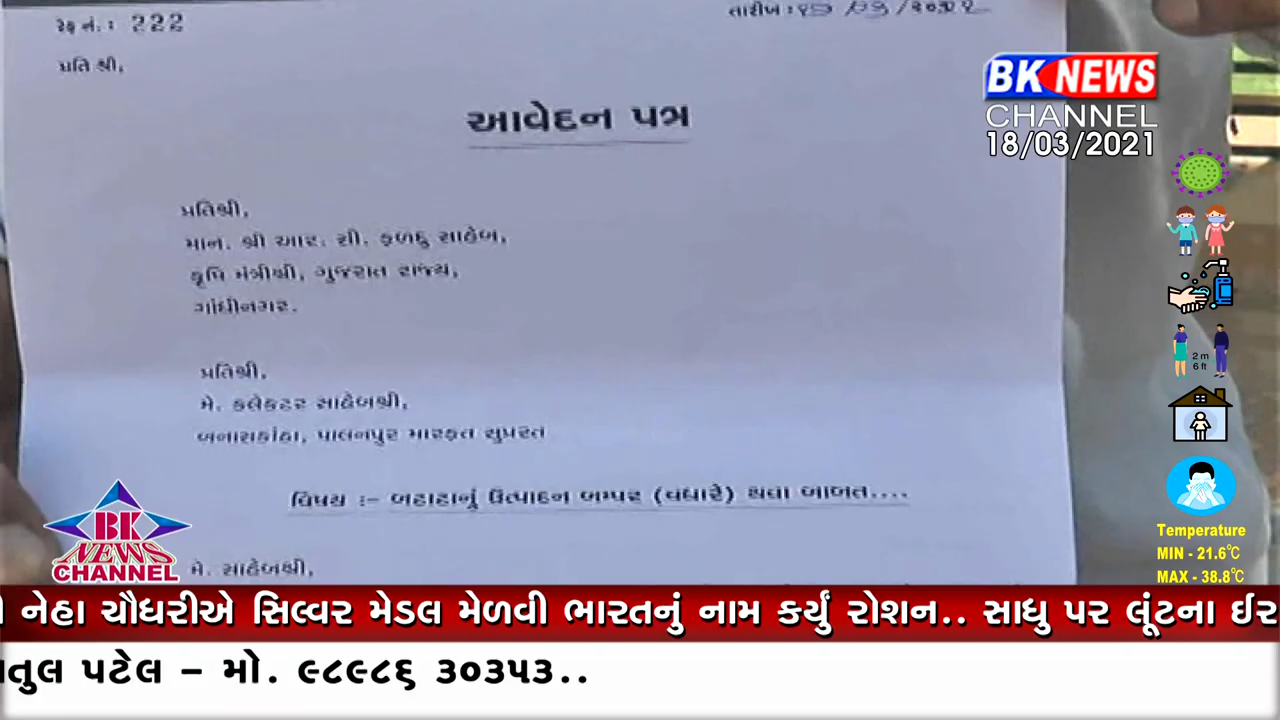 રેફ નં. : 222
તારીખ :
પ્રતિ શ્રી,
આવેદન પત્ર
પ્રતિશ્રી,
માન. શ્રી આર. સી. ફળદુ સાહેબ,
કૃષિ મંત્રીશ્રી, ગુજરાત રાજ્ય,
ગાંધીનગર.
પ્રતિશ્રી,
મે. કલેકટર સાહેબશ્રી,
બનાસકાંઠા, પાલનપુર મારફત સુપરત
વિષય :- બટાટાનું ઉત્પાદન બમ્પર (વધારે) થવા બાબત....
મે. સાહેબશ્રી,
BK NEWS
CHANNEL
18/03/2021
2 m
6 ft
Temperature
MIN - 21.6℃
MAX - 38.8℃
BK
NEWS
CHANNEL
નેહા ચૌધરીએ સિલ્વર મેડલ મેળવી ભારતનું નામ કર્યું રોશન.. સાધુ પર લૂંટના ઈર
તુલ પટેલ – મો. ૯૮૯૮૬ ૩૦૩૫૩..